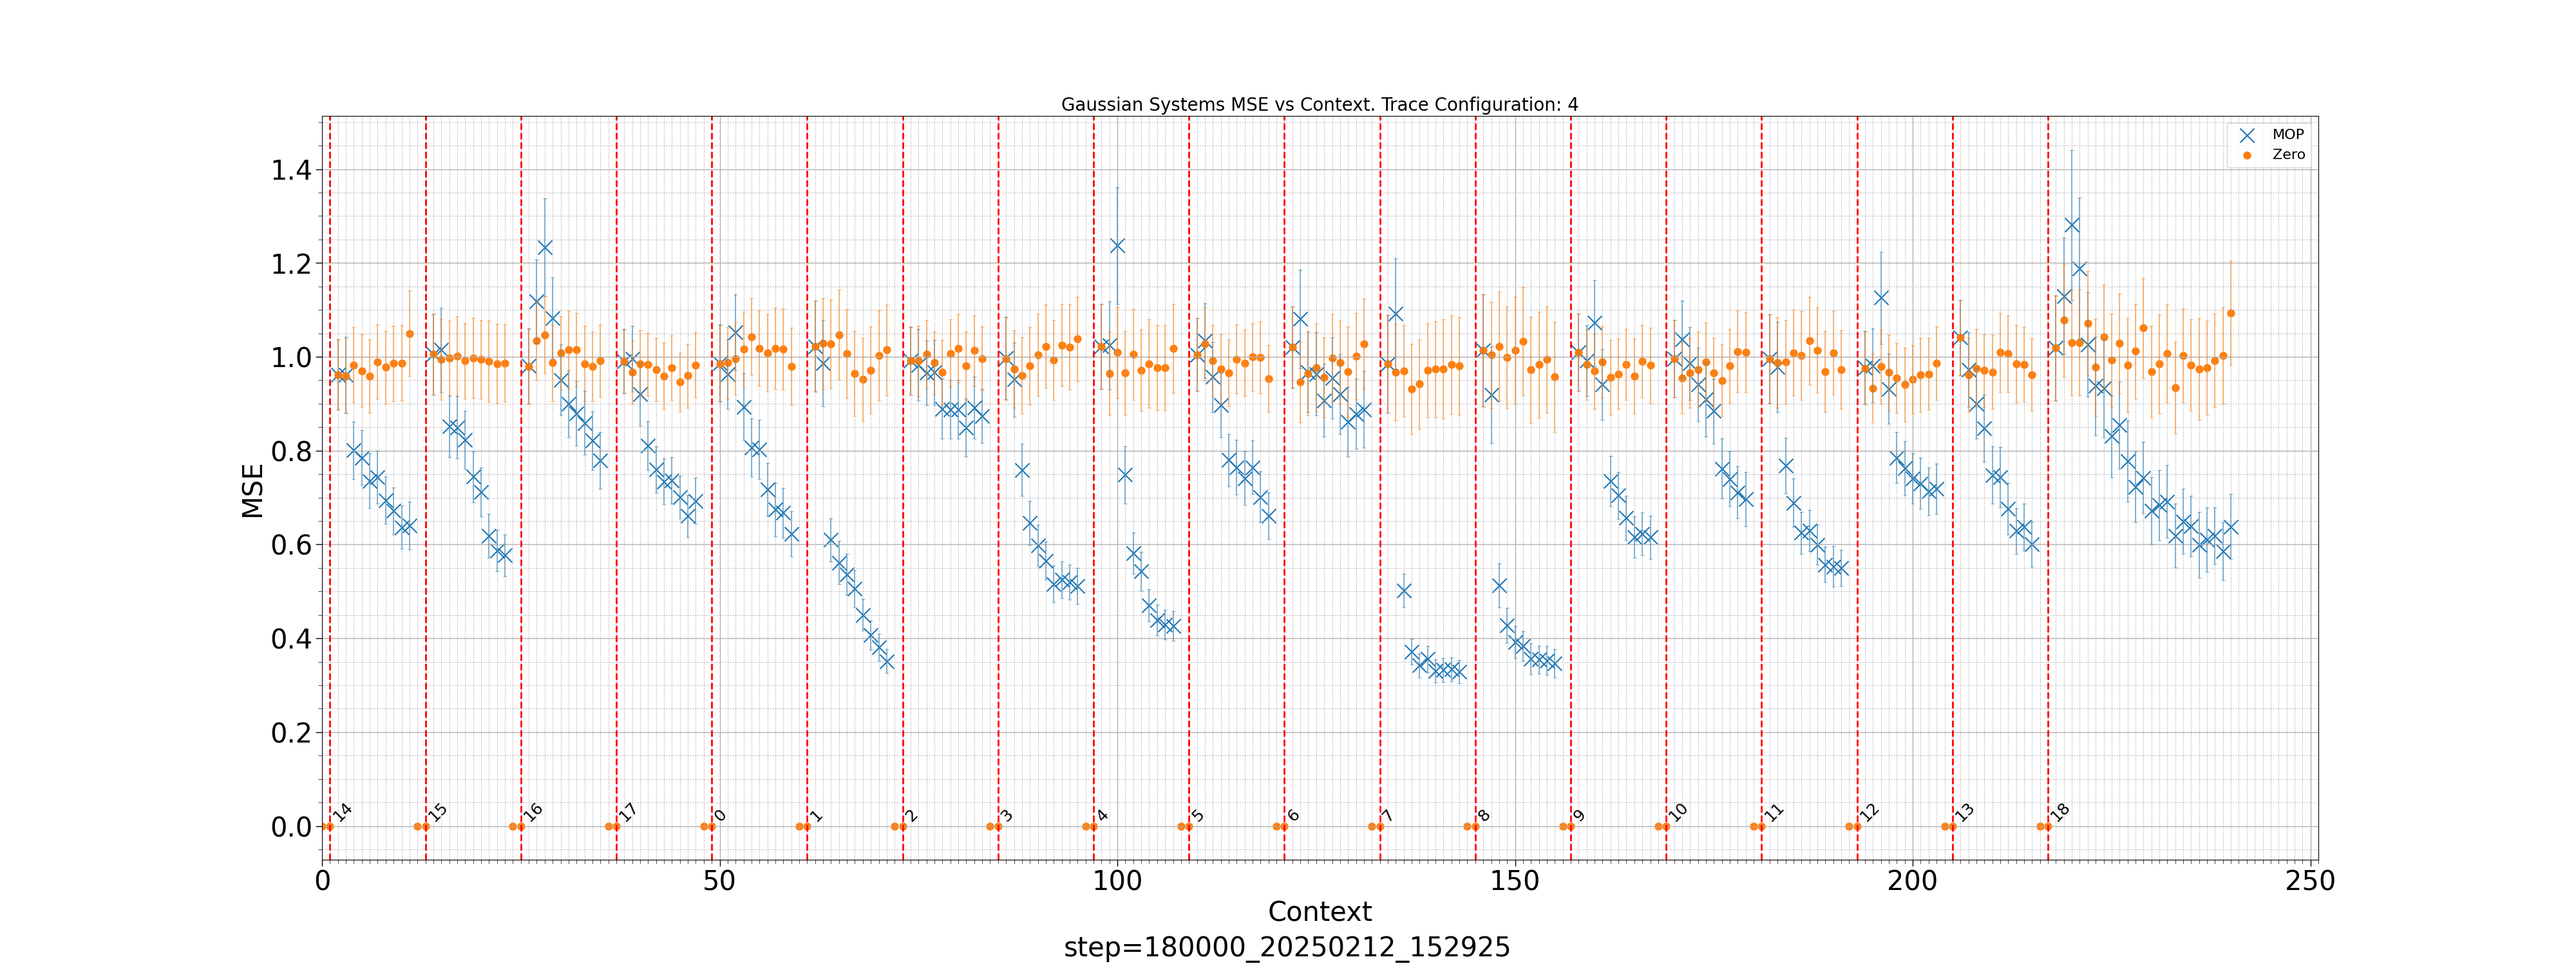 Gaussian Systems MSE vs Context. Trace Configuration: 4
MOP
Zero
MSE
1.4
1.2
1.0
0.8
0.6
0.4
0.2
0.0
14 15 16 17 0 1 2 3 4 5 6 7 8 9 10 11 12 13 18
0 50 100 150 200 250
Context
step=180000_20250212_152925